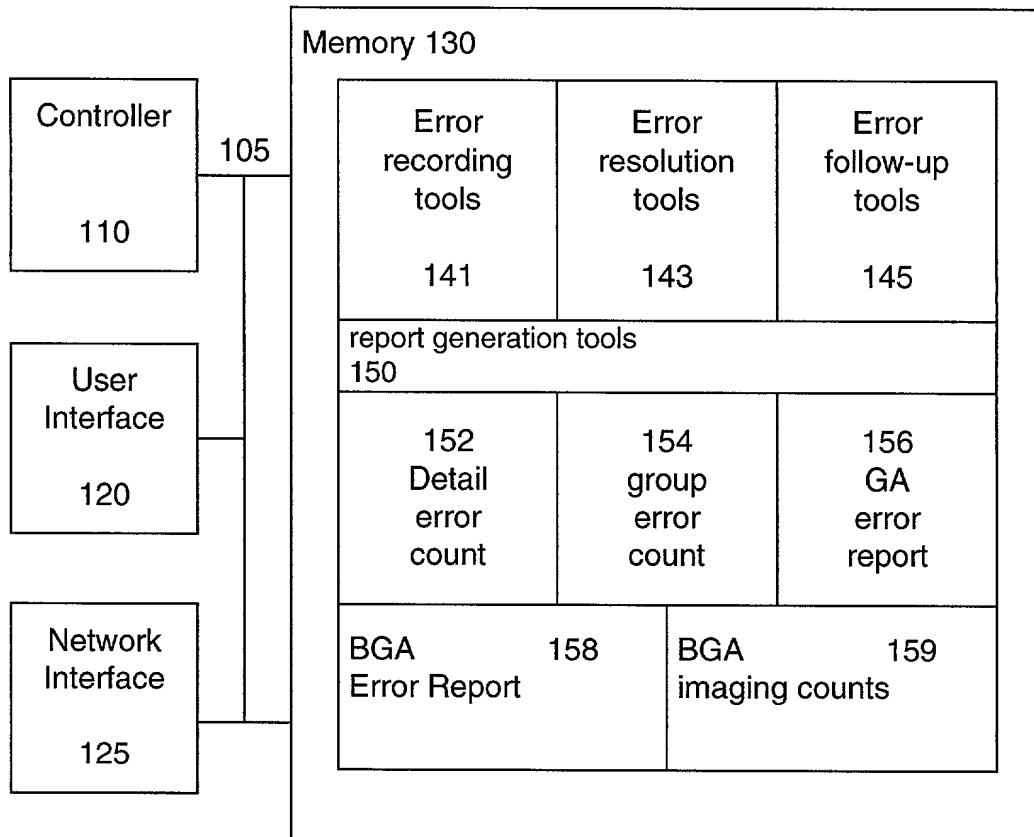 Memory 130
Controller
110
105
User
Interface
120
Network
Interface
125
Error
recording
tools
141
Error
resolution
tools
143
Error
follow-up
tools
145
report generation tools
150
152
Detail
error
count
154
group
error
count
156
GA
error
report
BGA 158
Error Report
BGA 159
imaging counts